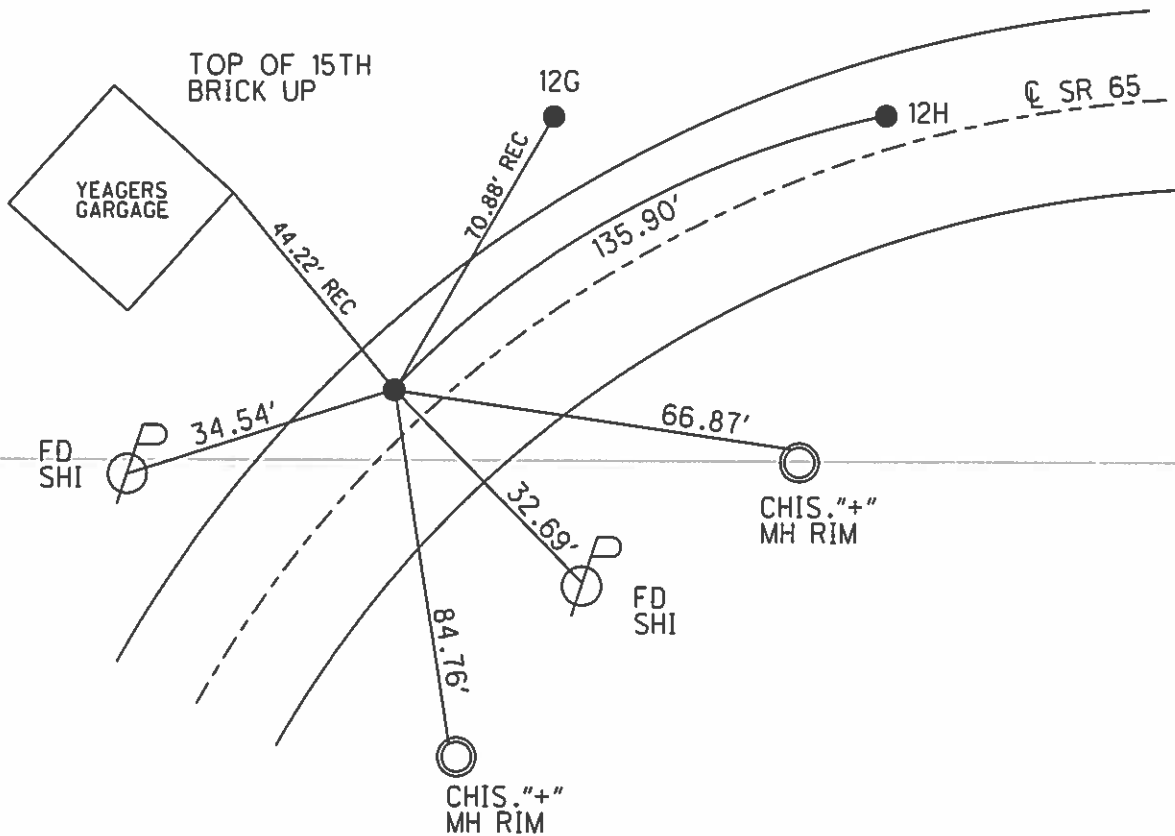 TOP OF 15TH
BRICK UP
12G
12H
℄ SR 65
YEAGERS
GARGAGE
44.22' REC
70.88' REC
135.90'
34.54'
66.87'
FD
SHI
32.69'
CHIS."+"
MH RIM
FD
SHI
84.76'
CHIS."+"
MH RIM